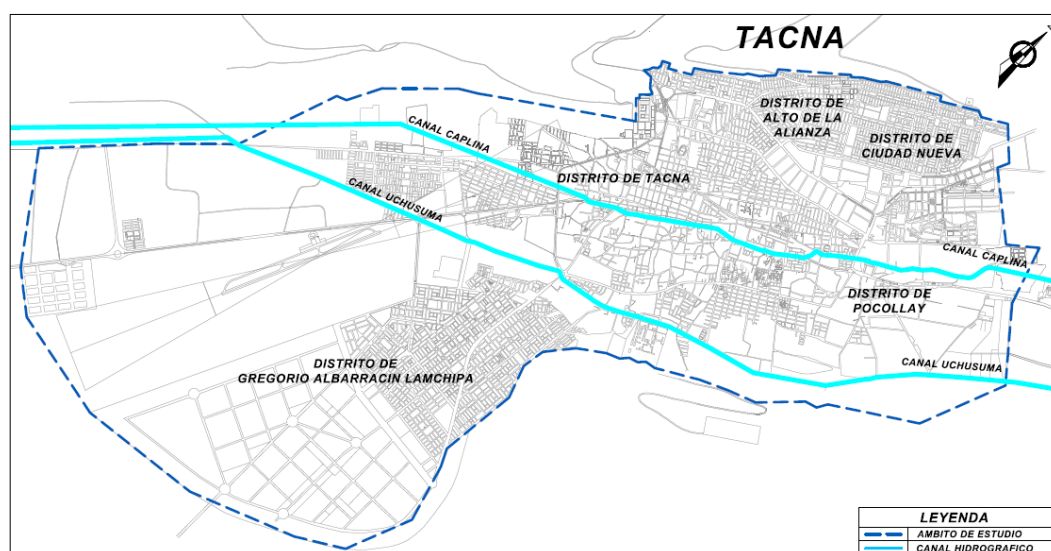 TACNA
DISTRITO DE
ALTO DE LA
ALIANZA
DISTRITO DE
CIUDAD NUEVA
CANAL CAPLINA
DISTRITO DE TACNA
CANAL UCHUSUMA
CANAL CAPLINA
DISTRITO DE
POCOLLAY
DISTRITO DE
GREGORIO ALBARRACIN LAMCHIPA
CANAL UCHUSUMA
LEYENDA
AMBITO DE ESTUDIO
CANAL HIDROGRAFICO